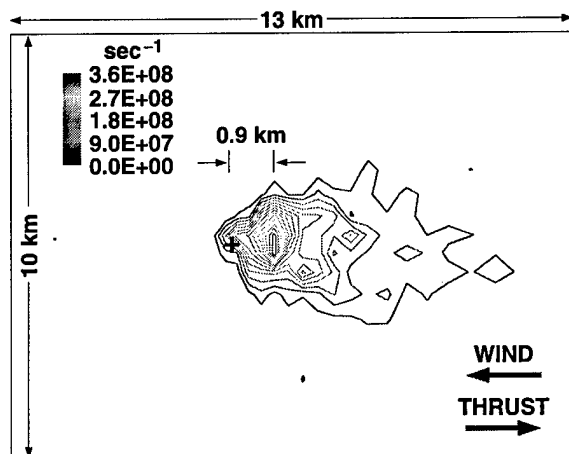 13 km
sec⁻¹
3.6E+08
2.7E+08
1.8E+08
9.0E+07
0.0E+00
0.9 km
10 km
WIND
THRUST